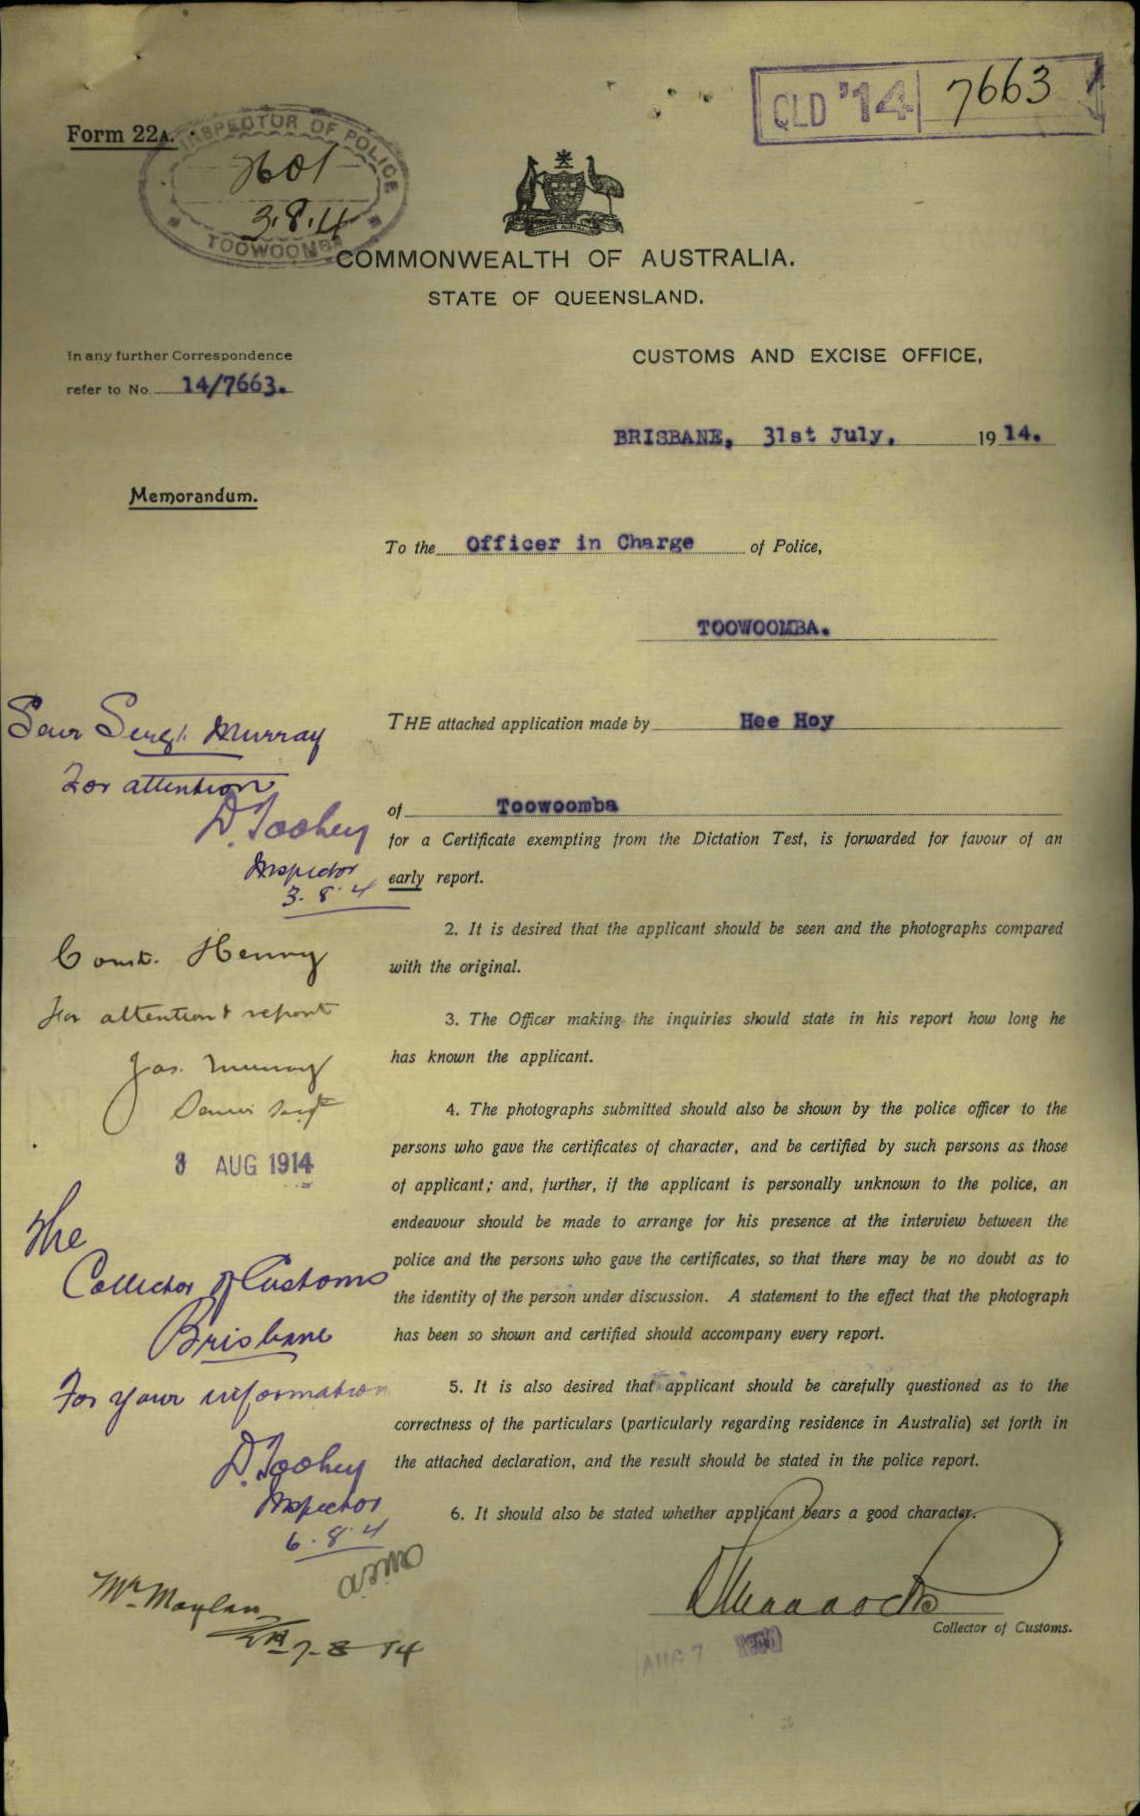 QLD '14 7663
Form 22A.
INSPECTOR OF POLICE
7601
3.8.14
TOOWOOMBA
COMMONWEALTH OF AUSTRALIA.
STATE OF QUEENSLAND.
In any further Correspondence
refer to No. 14/7663.
CUSTOMS AND EXCISE OFFICE,
BRISBANE, 31st July, 1914.
Memorandum.
To the Officer in Charge of Police,
TOOWOOMBA.
THE attached application made by Hee Hoy
of Toowoomba
for a Certificate exempting from the Dictation Test, is forwarded for favour of an
early report.
2. It is desired that the applicant should be seen and the photographs compared
with the original.
3. The Officer making the inquiries should state in his report how long he
has known the applicant.
4. The photographs submitted should also be shown by the police officer to the
persons who gave the certificates of character, and be certified by such persons as those
of applicant; and, further, if the applicant is personally unknown to the police, an
endeavour should be made to arrange for his presence at the interview between the
police and the persons who gave the certificates, so that there may be no doubt as to
the identity of the person under discussion. A statement to the effect that the photograph
has been so shown and certified should accompany every report.
5. It is also desired that applicant should be carefully questioned as to the
correctness of the particulars (particularly regarding residence in Australia) set forth in
the attached declaration, and the result should be stated in the police report.
6. It should also be stated whether applicant bears a good character.
Collector of Customs.
AUG 7
Senr Sergt. Murray
For attention
D. Toohey
Inspector
3.8.14
Const. Henry
For attention & report
Jas. Murray
Senior Sergt
3 AUG 1914
The
Collector of Customs
Brisbane
For your information
D. Toohey
Inspector
6.8.14
Mr. Moylan
7-8-14